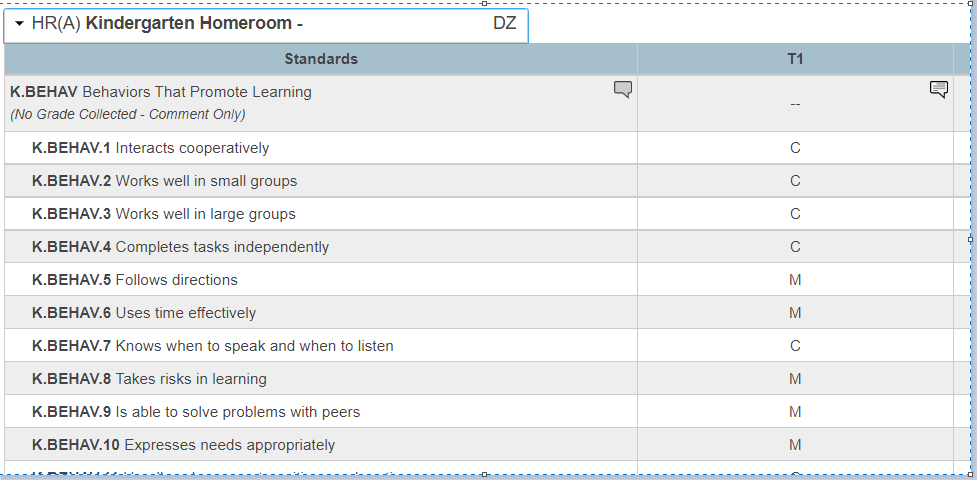 HR(A) Kindergarten Homeroom - DZ
Standards T1
K.BEHAV Behaviors That Promote Learning
(No Grade Collected - Comment Only) --
K.BEHAV.1 Interacts cooperatively C
K.BEHAV.2 Works well in small groups C
K.BEHAV.3 Works well in large groups C
K.BEHAV.4 Completes tasks independently C
K.BEHAV.5 Follows directions M
K.BEHAV.6 Uses time effectively M
K.BEHAV.7 Knows when to speak and when to listen C
K.BEHAV.8 Takes risks in learning M
K.BEHAV.9 Is able to solve problems with peers M
K.BEHAV.10 Expresses needs appropriately M